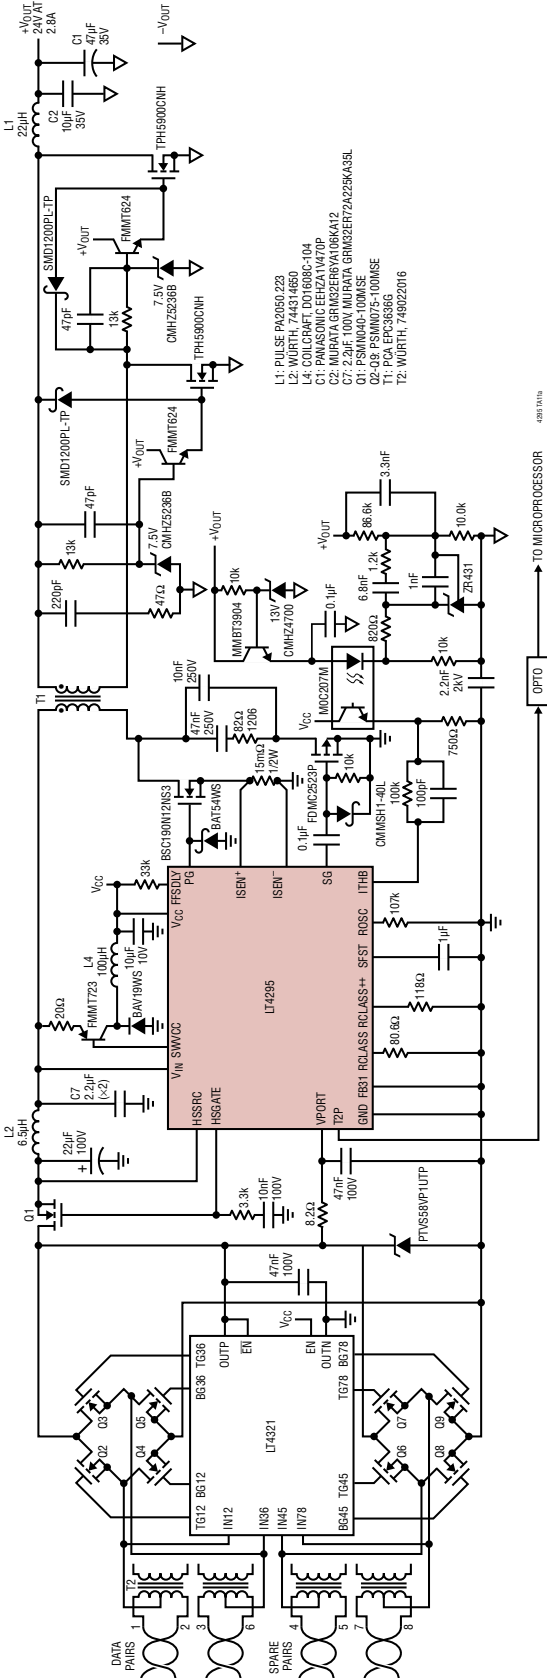 DATA
PAIRS
1
2
3
6
SPARE
PAIRS
4
5
7
8
T2
Q2
Q3
Q4
Q5
Q6
Q7
Q8
Q9
TG12
BG12
BG36
TG36
IN12
IN36
IN45
IN78
OUTP
EN
EN
OUTN
VCC
LT4321
BG45
TG45
TG78
BG78
47nF
100V
Q1
3.3k
10nF
100V
8.2Ω
47nF
100V
PTVS58VP1UTP
22µF
100V
+
L2
6.5µH
C7
2.2µF
(×2)
20Ω
FMMT723
BAV19WS
L4
100µH
10µF
10V
VCC
33k
HSSRC
HSGATE
VIN
SWVCC
VCC
FFSDLY
PG
ISEN+
ISEN–
SG
ITHB
VPORT
T2P
LT4295
GND
FB31
RCLASS
RCLASS++
SFST
ROSC
80.6Ω
118Ω
1µF
107k
BSC190N12NS3
BAT54WS
15mΩ
1/2W
0.1µF
FDMC2523P
10k
CMMSH1-40L
100k
100pF
47nF
250V
82Ω
1206
10nF
250V
T1
VCC
MOC207M
750Ω
2.2nF
2kV
10k
820Ω
0.1µF
MMBT3904
10k
13V
CMHZ4700
+VOUT
6.8nF
1.2k
1nF
ZR431
+VOUT
86.6k
3.3nF
10.0k
OPTO
TO MICROPROCESSOR
220pF
47Ω
13k
7.5V
CMHZ5236B
47pF
+VOUT
FMMT624
SMD1200PL-TP
TPH5900CNH
13k
47pF
7.5V
CMHZ5236B
+VOUT
FMMT624
SMD1200PL-TP
TPH5900CNH
L1
22µH
C2
10µF
35V
C1
47µF
35V
+VOUT
24V AT
2.8A
–VOUT
L1: PULSE PA2050.223
L2: WÜRTH, 744314650
L4: COILCRAFT, DO1608C-104
C1: PANASONIC EEHZA1V470P
C2: MURATA GRM32ER6YA106KA12
C7: 2.2µF, 100V, MURATA GRM32ER72A225KA35L
Q1: PSMN040-100MSE
Q2-Q9: PSMN075-100MSE
T1: PCA EPC3636G
T2: WÜRTH, 749022016
4295 TA11a